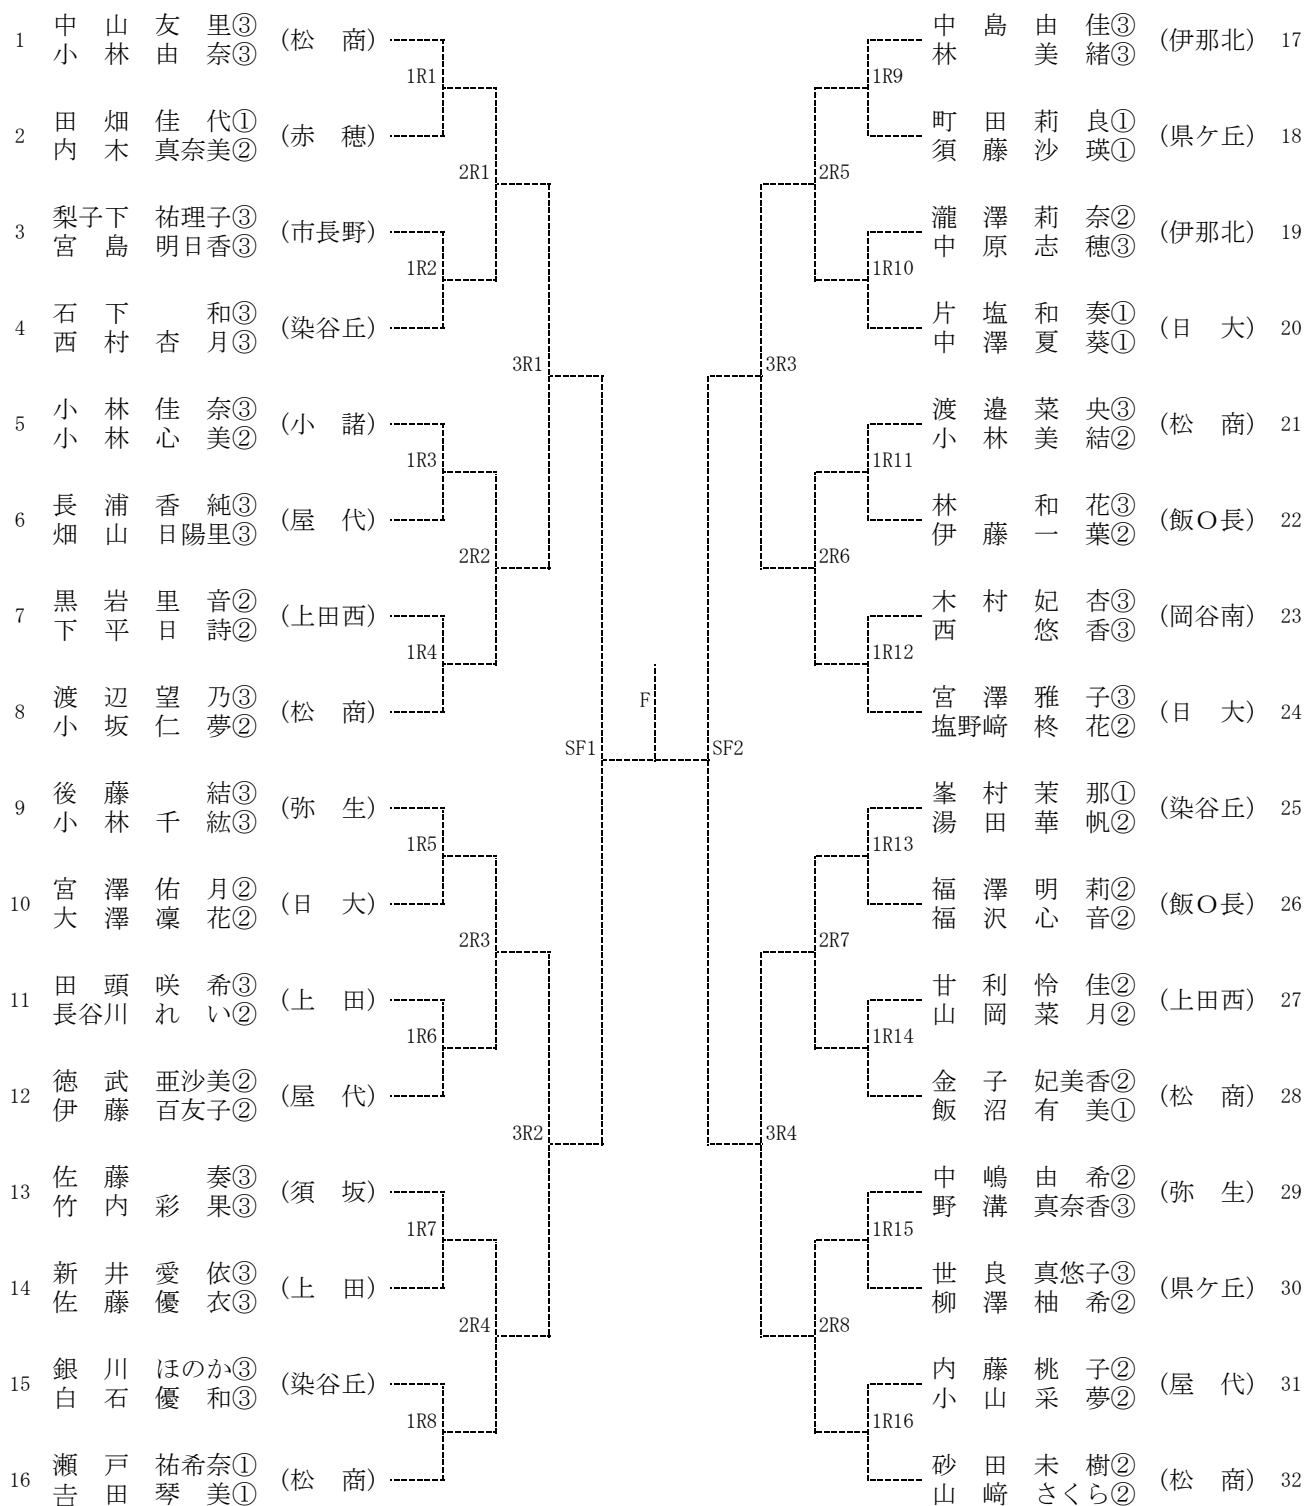 中山友里③
1 (松商)
小林由奈③
1R1
田畑佳代①
2 (赤穂)
内木真奈美②
2R1
梨子下祐理子③
3 (市長野)
宮島明日香③
1R2
石下和③
4 (染谷丘)
西村杏月③
3R1
小林佳奈③
5 (小諸)
小林心美②
1R3
長浦香純③
6 (屋代)
畑山日陽里③
2R2
黒岩里音②
7 (上田西)
下平日詩②
1R4
渡辺望乃③
8 (松商)
小坂仁夢②
SF1
後藤結③
9 (弥生)
小林千紘③
1R5
宮澤佑月②
10 (日大)
大澤凜花②
2R3
田頭咲希③
11 (上田)
長谷川れい②
1R6
徳武亜沙美②
12 (屋代)
伊藤百友子②
3R2
佐藤奏③
13 (須坂)
竹内彩果③
1R7
新井愛依③
14 (上田)
佐藤優衣③
2R4
銀川ほのか③
15 (染谷丘)
白石優和③
1R8
瀬戸祐希奈①
16 (松商)
𠮷田琴美①
F
中島由佳③
(伊那北) 17
林美緒③
1R9
町田莉良①
(県ケ丘) 18
須藤沙瑛①
2R5
瀧澤莉奈②
(伊那北) 19
中原志穂③
1R10
片塩和奏①
(日大) 20
中澤夏葵①
3R3
渡邉菜央③
(松商) 21
小林美結②
1R11
林和花③
(飯O長) 22
伊藤一葉②
2R6
木村妃杏③
(岡谷南) 23
西悠香③
1R12
宮澤雅子③
(日大) 24
塩野﨑柊花②
SF2
峯村茉那①
(染谷丘) 25
湯田華帆②
1R13
福澤明莉②
(飯O長) 26
福沢心音②
2R7
甘利怜佳②
(上田西) 27
山岡菜月②
1R14
金子妃美香②
(松商) 28
飯沼有美①
3R4
中嶋由希②
(弥生) 29
野溝真奈香③
1R15
世良真悠子③
(県ケ丘) 30
柳澤柚希②
2R8
内藤桃子②
(屋代) 31
小山采夢②
1R16
砂田未樹②
(松商) 32
山﨑さくら②